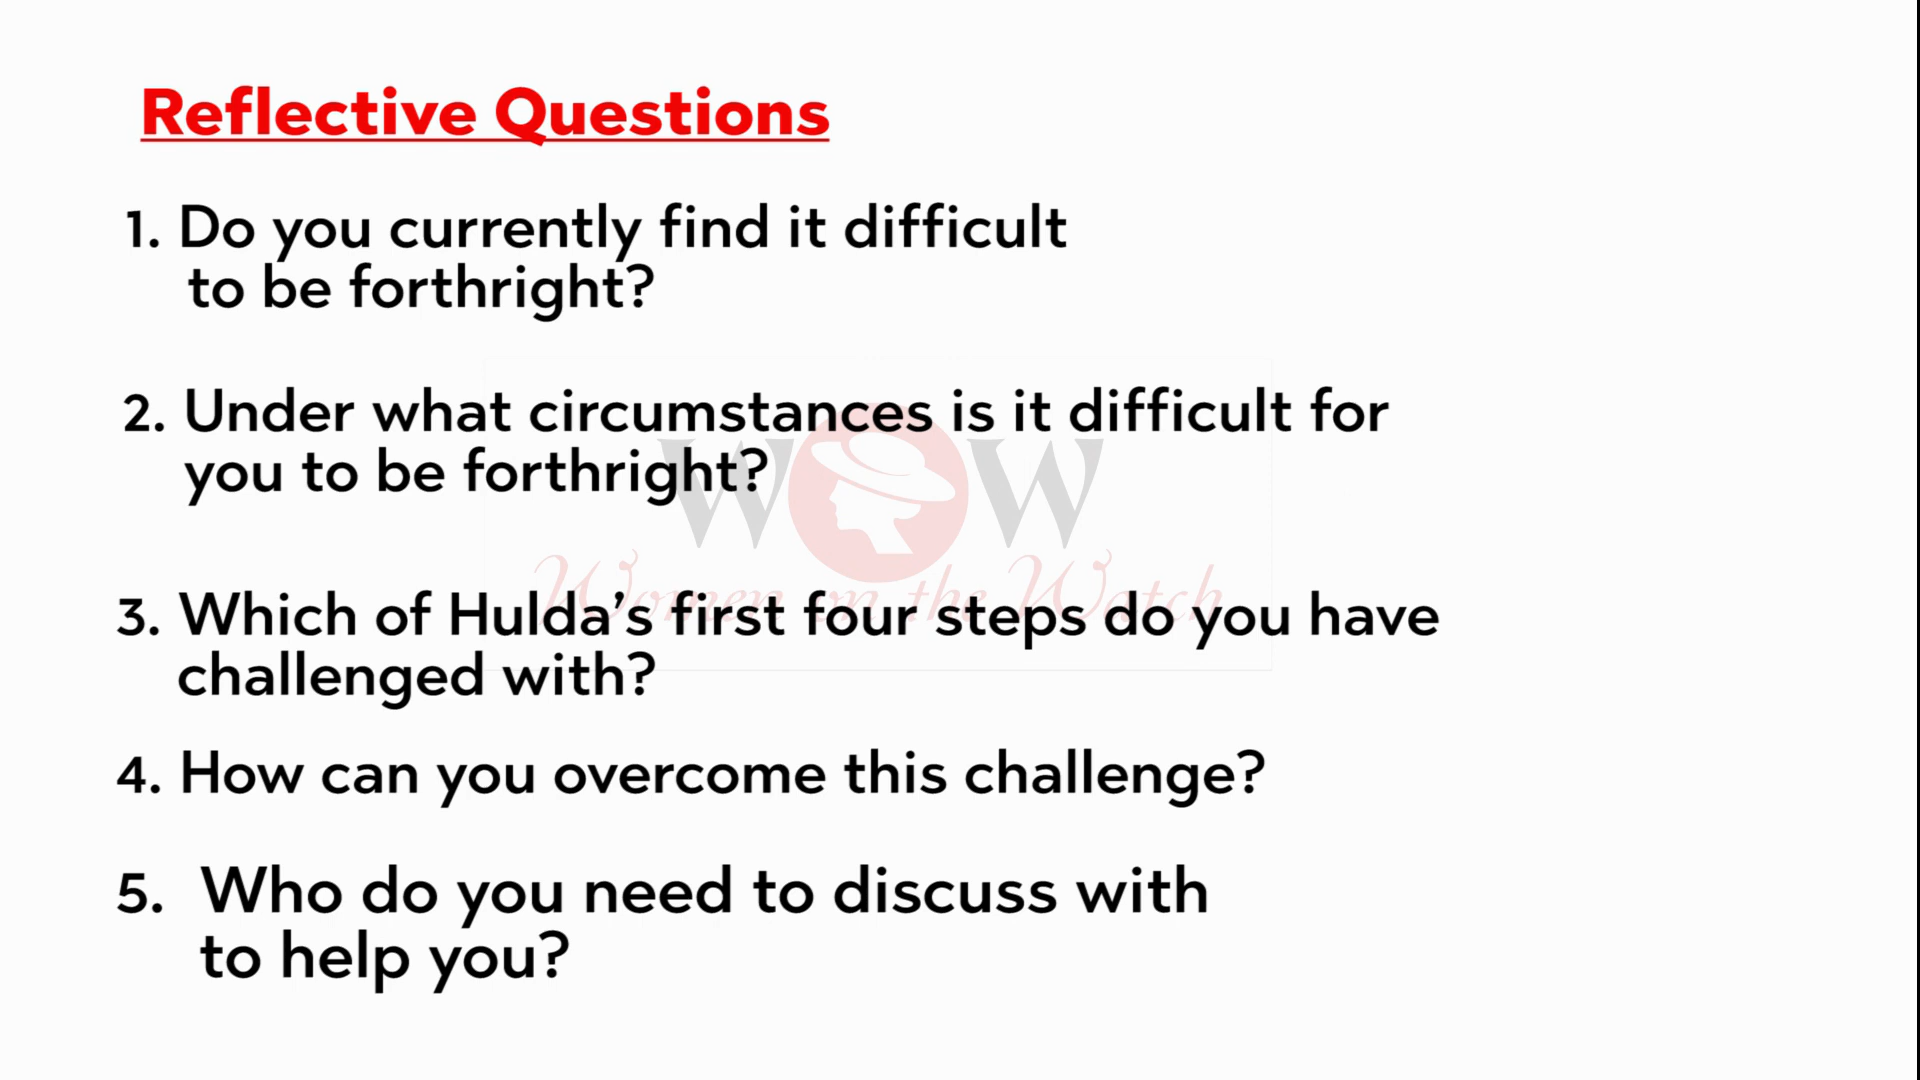 Reflective Questions
1. Do you currently find it difficult
to be forthright?
2. Under what circumstances is it difficult for
you to be forthright?
WOW
Women on the Watch
3. Which of Hulda's first four steps do you have
challenged with?
4. How can you overcome this challenge?
5. Who do you need to discuss with
to help you?